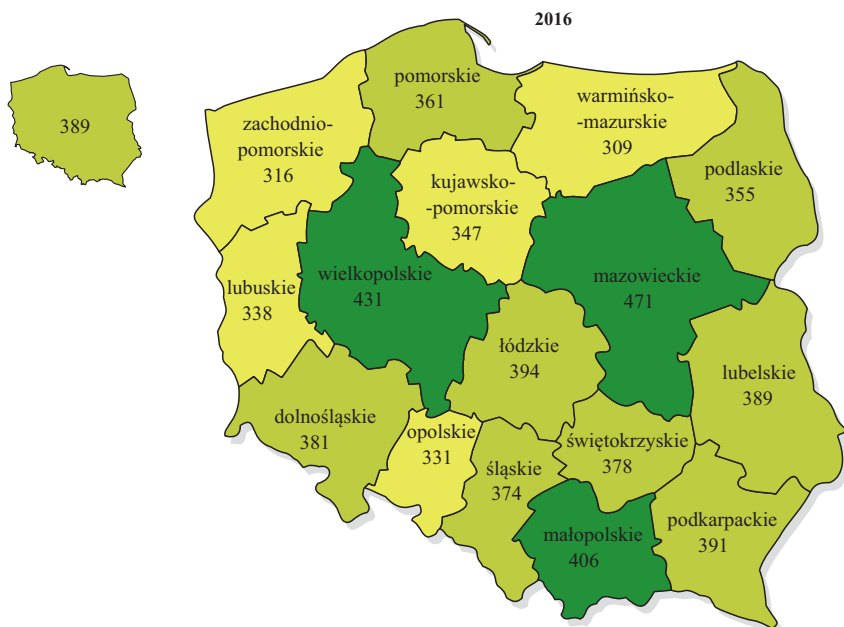 2016
389
pomorskie
361
warmińsko-
-mazurskie
309
zachodnio-
pomorskie
316
podlaskie
355
kujawsko-
-pomorskie
347
wielkopolskie
431
mazowieckie
471
lubuskie
338
łódzkie
394
lubelskie
389
dolnośląskie
381
opolskie
331
śląskie
374
świętokrzyskie
378
małopolskie
406
podkarpackie
391